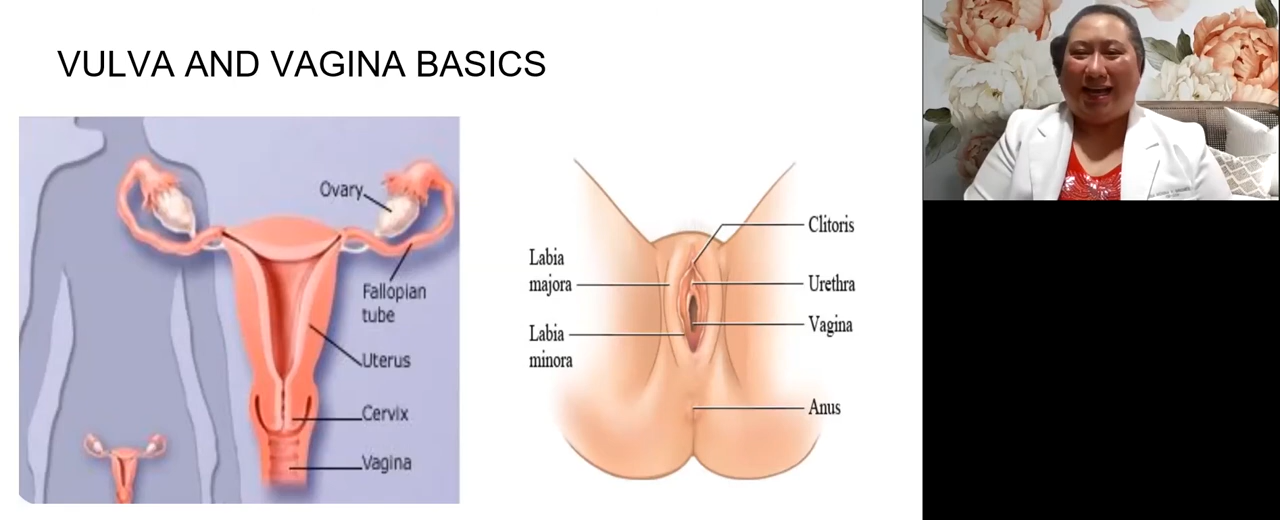 VULVA AND VAGINA BASICS
Ovary
Fallopian
tube
Uterus
Cervix
Vagina
Labia
majora
Labia
minora
Clitoris
Urethra
Vagina
Anus